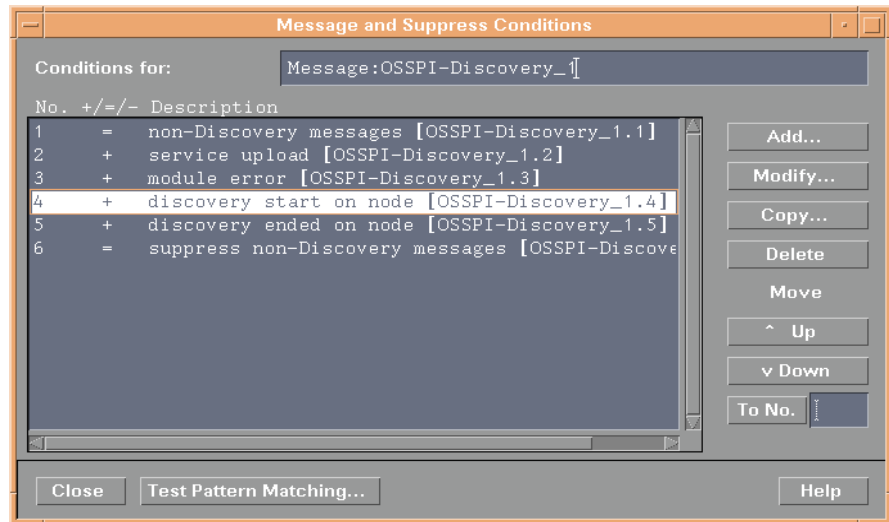 Message and Suppress Conditions
Conditions for: Message:OSSPI-Discovery_1
No. +/=/- Description
1 = non-Discovery messages [OSSPI-Discovery_1.1]
2 + service upload [OSSPI-Discovery_1.2]
3 + module error [OSSPI-Discovery_1.3]
4 + discovery start on node [OSSPI-Discovery_1.4]
5 + discovery ended on node [OSSPI-Discovery_1.5]
6 = suppress non-Discovery messages [OSSPI-Discove
Add...
Modify...
Copy...
Delete
Move
^ Up
v Down
To No.
Close Test Pattern Matching... Help